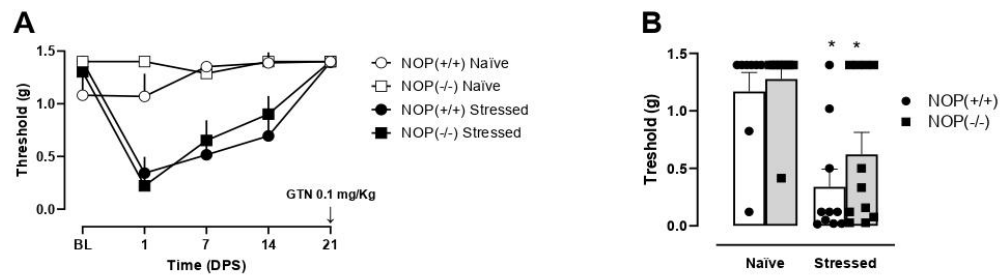 A
Threshold (g)
1.5
1.0
0.5
0.0
BL
1
7
14
21
Time (DPS)
GTN 0.1 mg/Kg
NOP(+/+) Naïve
NOP(-/-) Naïve
NOP(+/+) Stressed
NOP(-/-) Stressed
B
Treshold (g)
1.5
1.0
0.5
0.0
* *
Naïve
Stressed
NOP(+/+)
NOP(-/-)